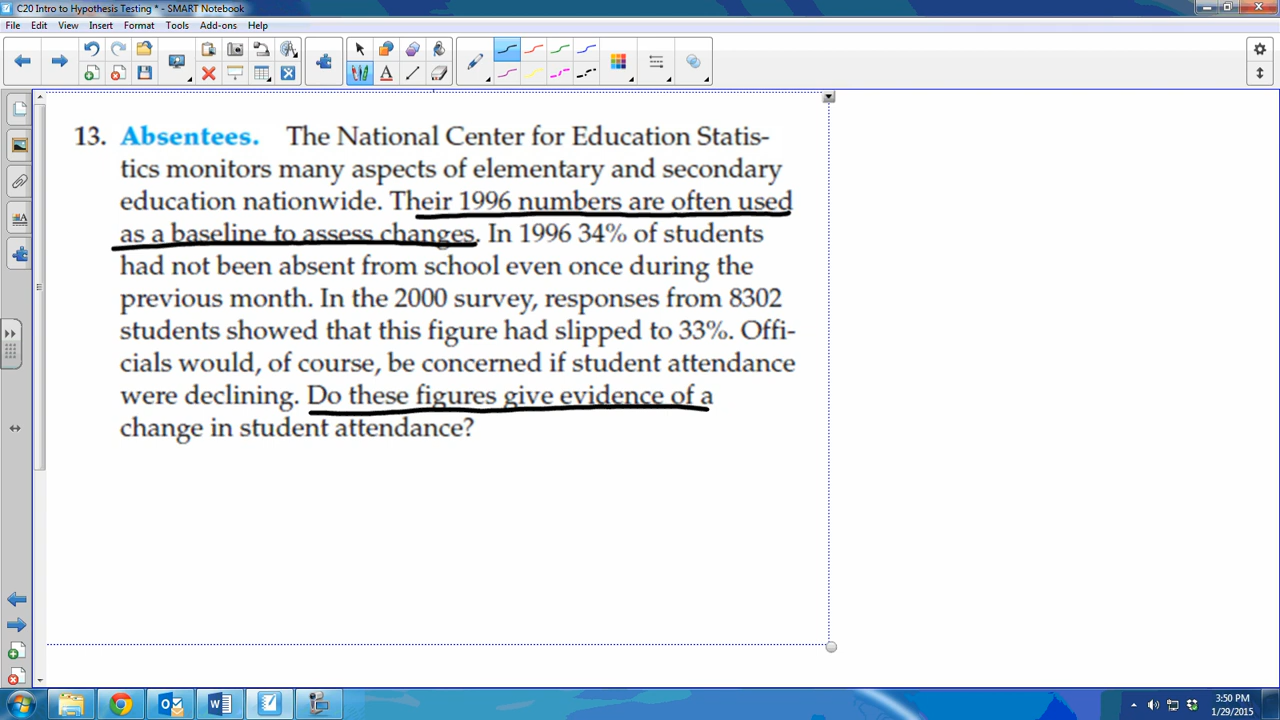 C20 Intro to Hypothesis Testing * - SMART Notebook
File Edit View Insert Format Tools Add-ons Help
13. Absentees. The National Center for Education Statis-
tics monitors many aspects of elementary and secondary
education nationwide. Their 1996 numbers are often used
as a baseline to assess changes. In 1996 34% of students
had not been absent from school even once during the
previous month. In the 2000 survey, responses from 8302
students showed that this figure had slipped to 33%. Offi-
cials would, of course, be concerned if student attendance
were declining. Do these figures give evidence of a
change in student attendance?
3:50 PM
1/29/2015